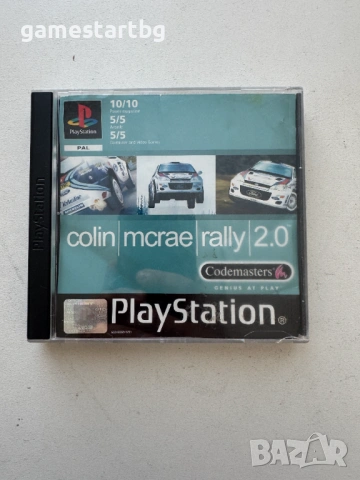 gamestartbg
PlayStation
PAL
10/10
5/5
5/5
PlayStation
colin|mcrae|rally|2.0
Codemasters
GENIUS AT PLAY
PlayStation®
BAZAR.bg